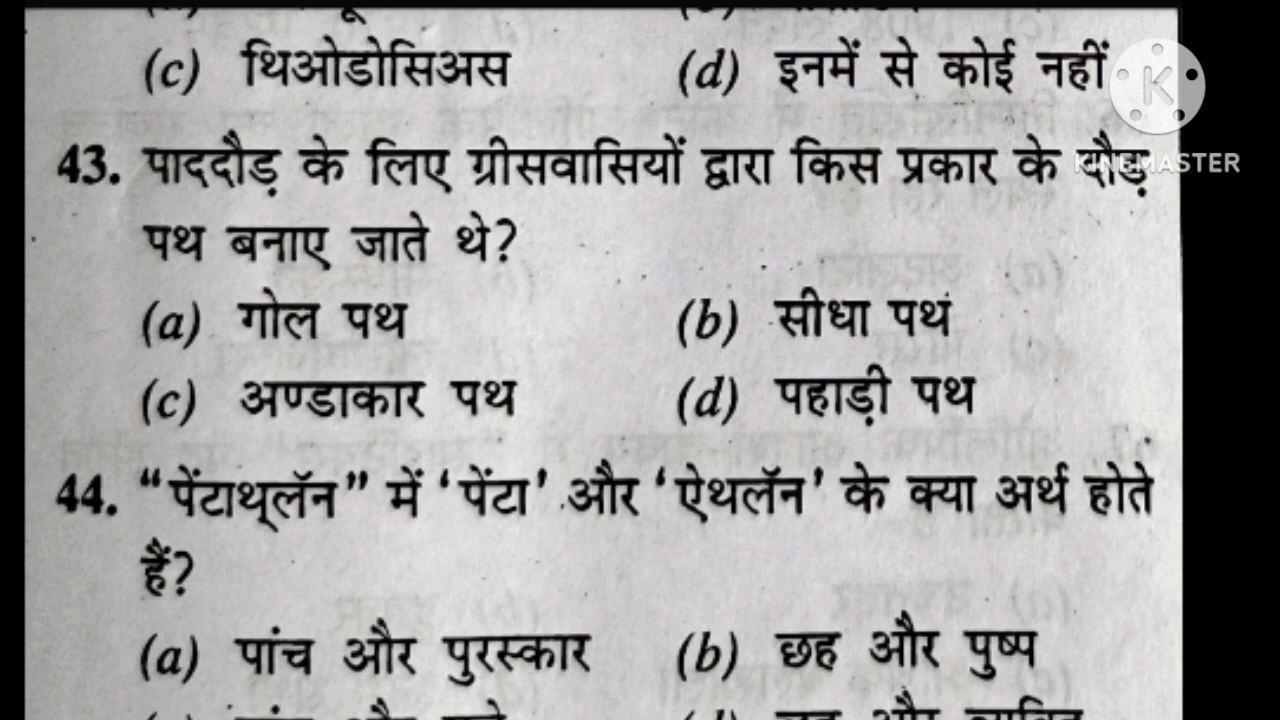 (c) थिओडोसिअस (d) इनमें से कोई नहीं
K
KINEMASTER
43. पाददौड़ के लिए ग्रीसवासियों द्वारा किस प्रकार के दौड़
पथ बनाए जाते थे?
(a) गोल पथ (b) सीधा पथ
(c) अण्डाकार पथ (d) पहाड़ी पथ
44. “पेंटाथ्लॅन” में ‘पेंटा’ और ‘ऐथलॅन’ के क्या अर्थ होते
हैं?
(a) पांच और पुरस्कार (b) छह और पुष्प